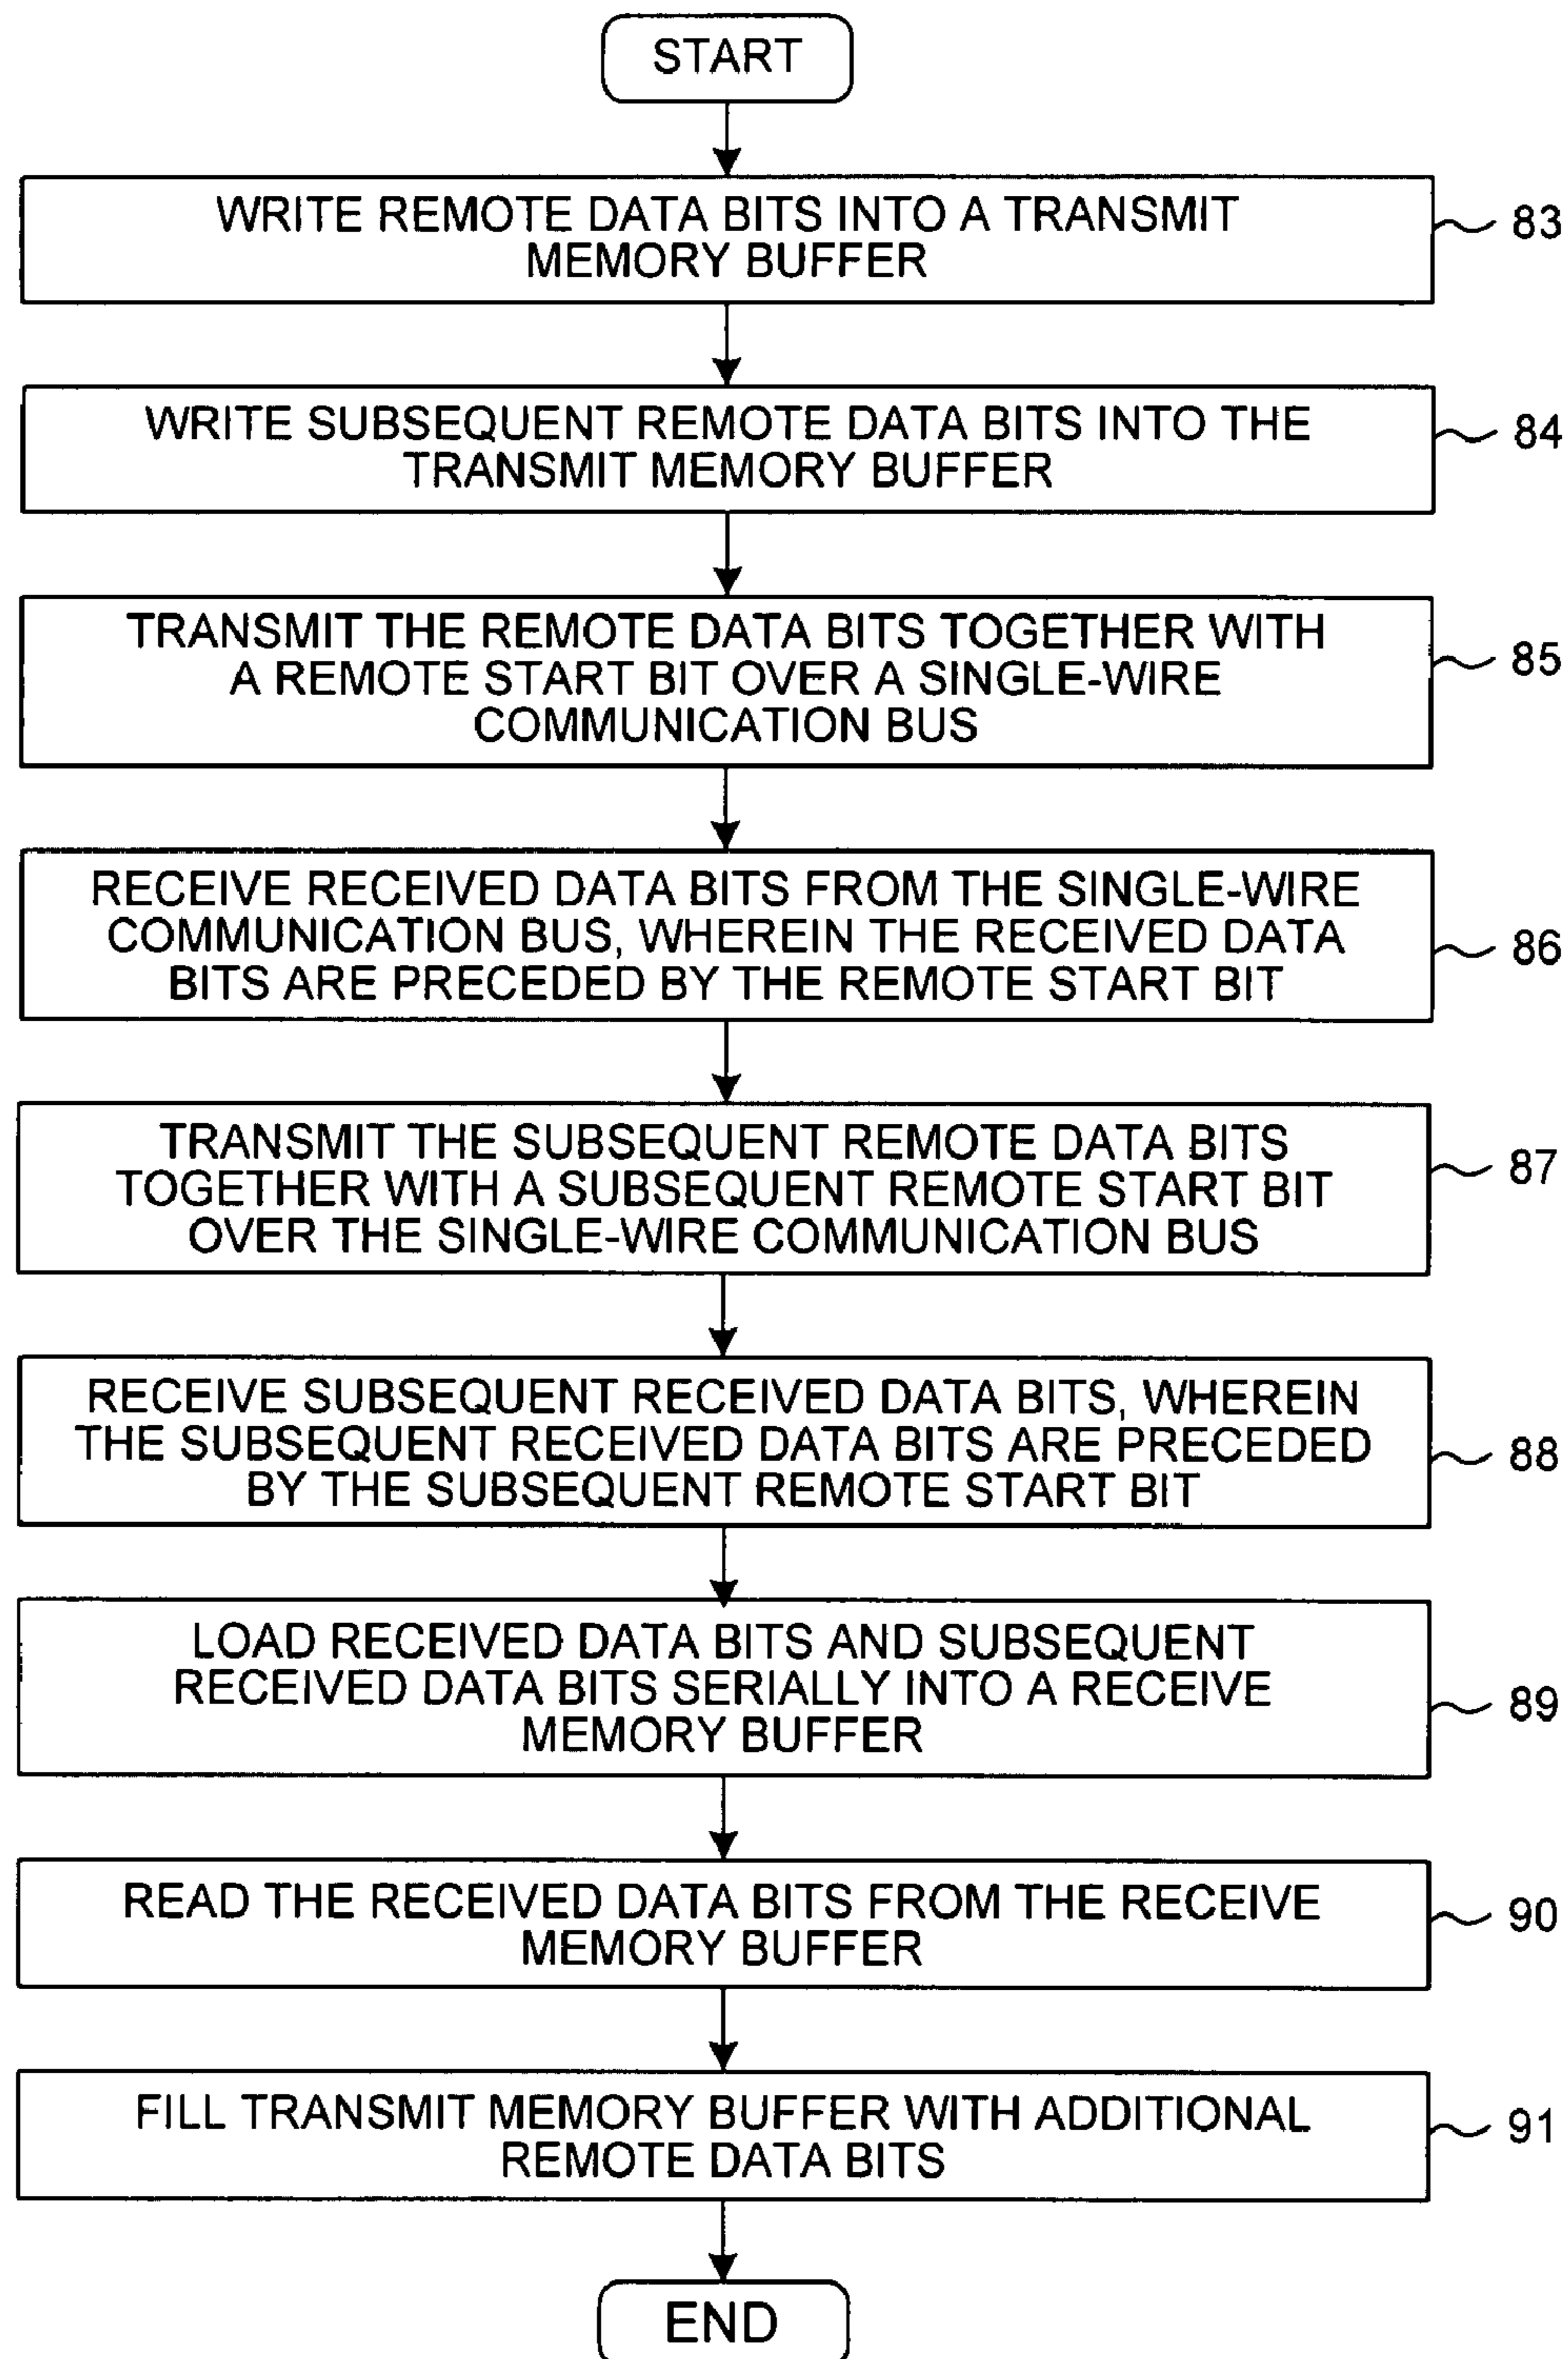 START
WRITE REMOTE DATA BITS INTO A TRANSMIT
MEMORY BUFFER
83
WRITE SUBSEQUENT REMOTE DATA BITS INTO THE
TRANSMIT MEMORY BUFFER
84
TRANSMIT THE REMOTE DATA BITS TOGETHER WITH
A REMOTE START BIT OVER A SINGLE-WIRE
COMMUNICATION BUS
85
RECEIVE RECEIVED DATA BITS FROM THE SINGLE-WIRE
COMMUNICATION BUS, WHEREIN THE RECEIVED DATA
BITS ARE PRECEDED BY THE REMOTE START BIT
86
TRANSMIT THE SUBSEQUENT REMOTE DATA BITS
TOGETHER WITH A SUBSEQUENT REMOTE START BIT
OVER THE SINGLE-WIRE COMMUNICATION BUS
87
RECEIVE SUBSEQUENT RECEIVED DATA BITS, WHEREIN
THE SUBSEQUENT RECEIVED DATA BITS ARE PRECEDED
BY THE SUBSEQUENT REMOTE START BIT
88
LOAD RECEIVED DATA BITS AND SUBSEQUENT
RECEIVED DATA BITS SERIALLY INTO A RECEIVE
MEMORY BUFFER
89
READ THE RECEIVED DATA BITS FROM THE RECEIVE
MEMORY BUFFER
90
FILL TRANSMIT MEMORY BUFFER WITH ADDITIONAL
REMOTE DATA BITS
91
END